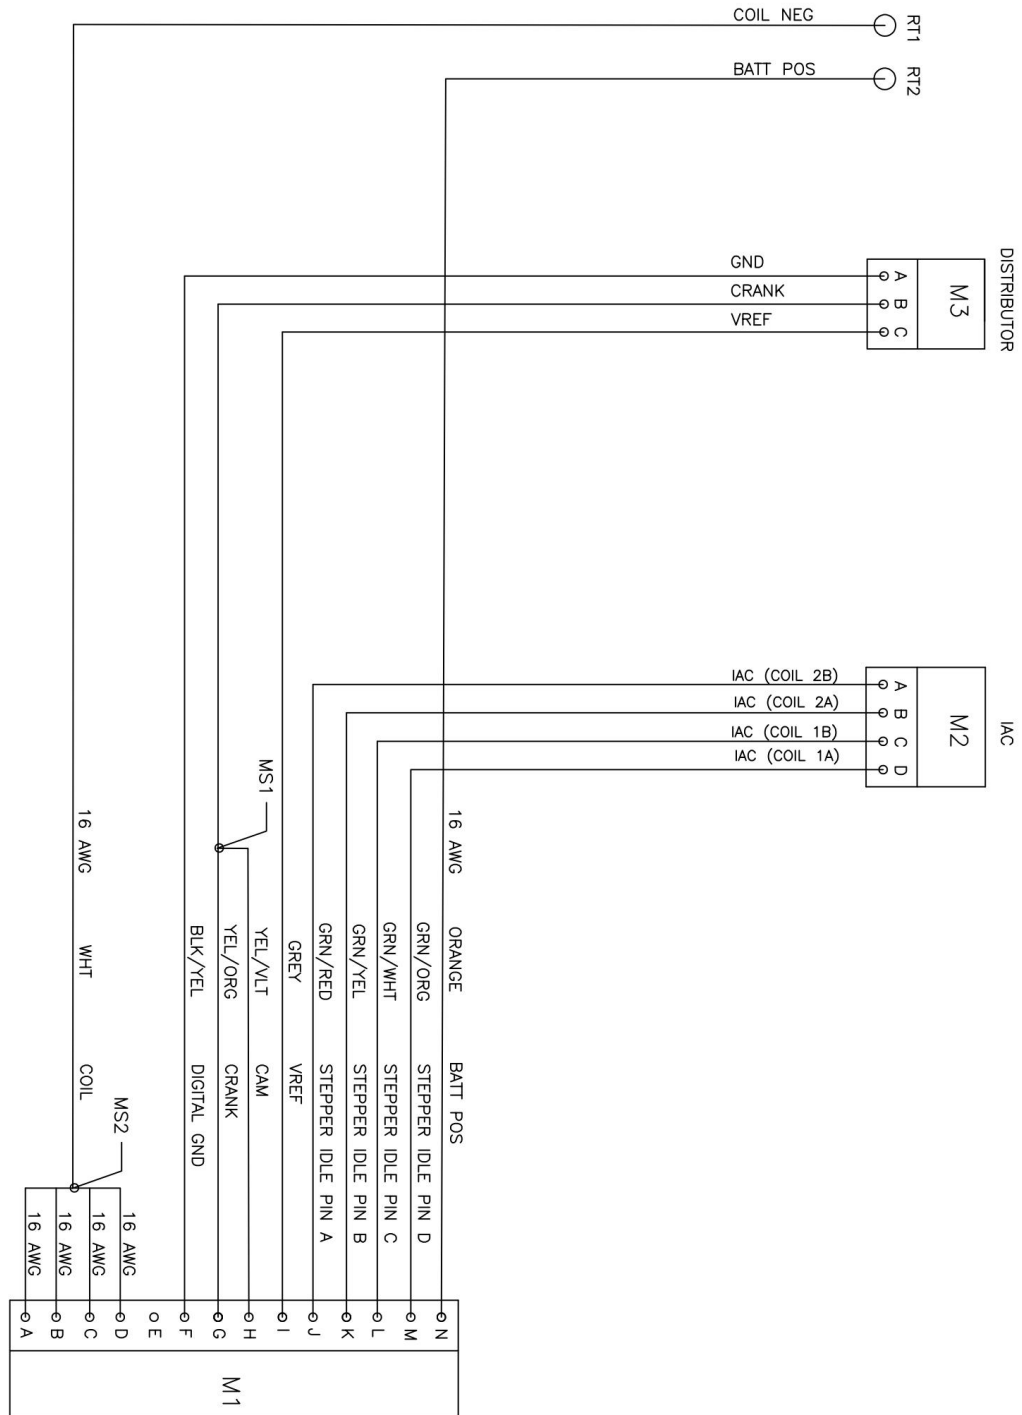 COIL NEG
RT1
BATT POS
RT2
DISTRIBUTOR
M3
GND
A
CRANK
B
VREF
C
IAC
M2
IAC (COIL 2B)
A
IAC (COIL 2A)
B
IAC (COIL 1B)
C
IAC (COIL 1A)
D
MS1
16 AWG WHT COIL
MS2
BLK/YEL DIGITAL GND
YEL/ORG CRANK
YEL/VLT CAM
GREY VREF
GRN/RED STEPPER IDLE PIN A
GRN/YEL STEPPER IDLE PIN B
GRN/WHT STEPPER IDLE PIN C
GRN/ORG STEPPER IDLE PIN D
16 AWG ORANGE BATT POS
16 AWG
16 AWG
16 AWG
16 AWG
A
B
C
D
E
F
G
H
I
J
K
L
M
N
M1